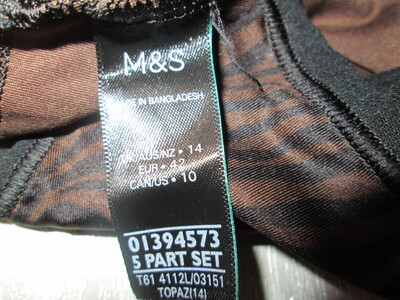 M&S
MADE IN BANGLADESH
UK/AUS/NZ • 14
EUR • 42
CAN/US • 10
01394573
5 PART SET
T61 4112L/03151
TOPAZ(14)